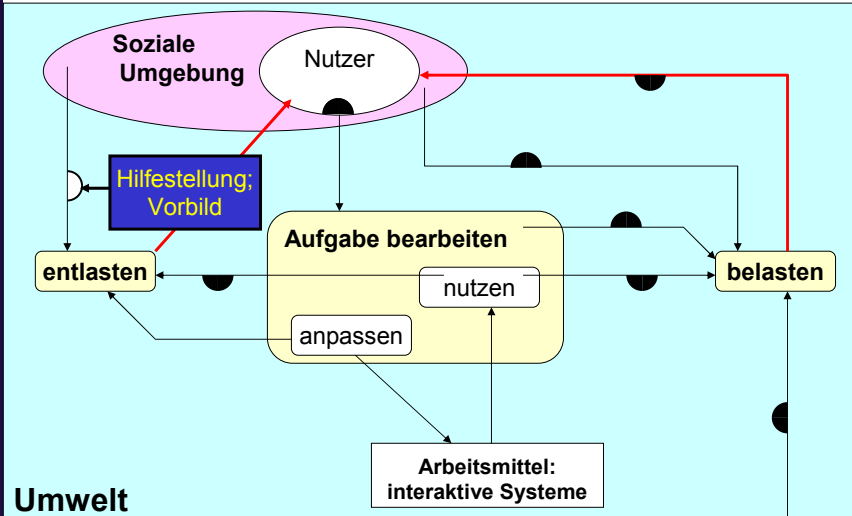 Soziale
Umgebung
Nutzer
Hilfestellung;
Vorbild
Aufgabe bearbeiten
entlasten
nutzen
belasten
anpassen
Arbeitsmittel:
interaktive Systeme
Umwelt